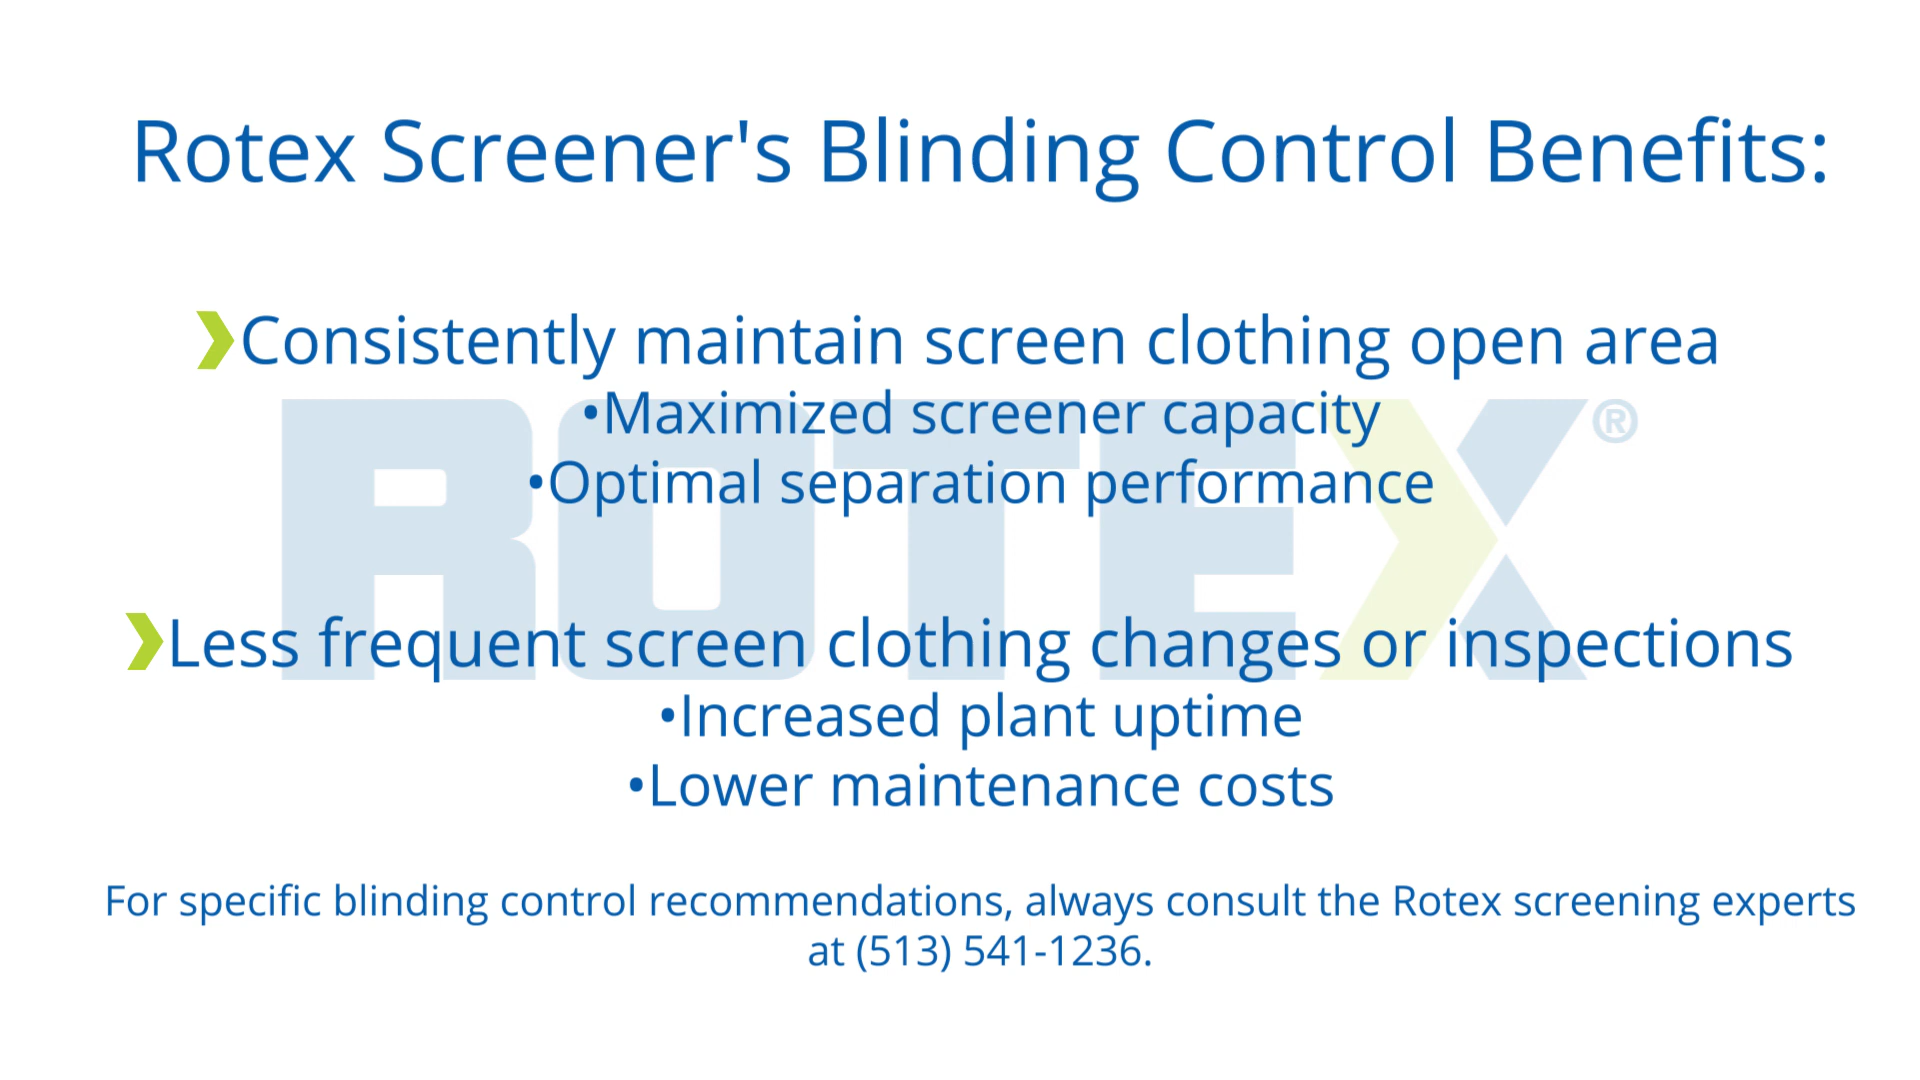 Rotex Screener's Blinding Control Benefits:
❯Consistently maintain screen clothing open area
•Maximized screener capacity
•Optimal separation performance
ROTEX®
❯Less frequent screen clothing changes or inspections
•Increased plant uptime
•Lower maintenance costs
For specific blinding control recommendations, always consult the Rotex screening experts
at (513) 541-1236.